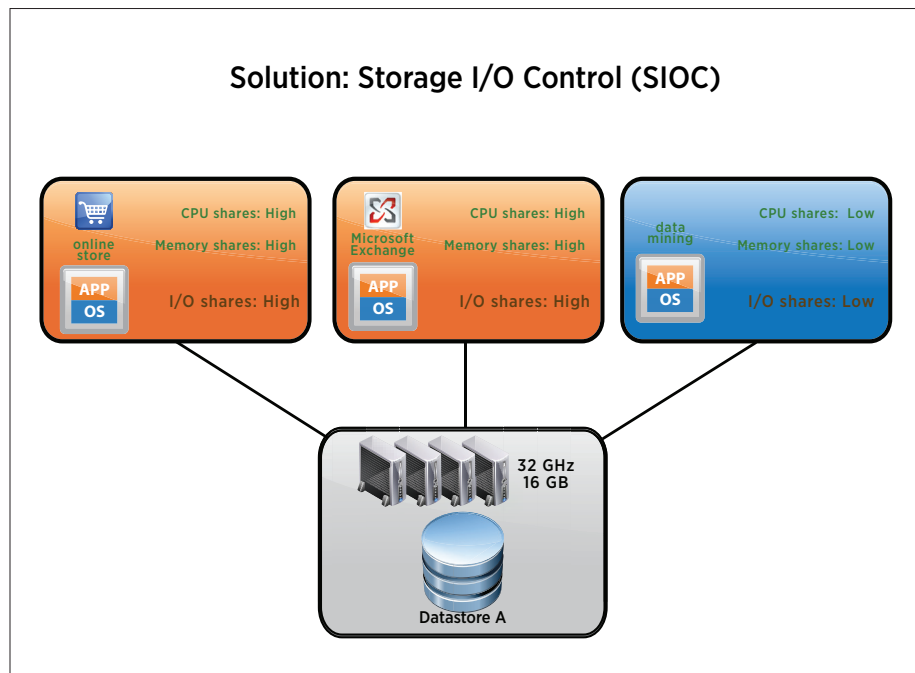 Solution: Storage I/O Control (SIOC)
online
store
CPU shares: High
Memory shares: High
I/O shares: High
APP
OS
Microsoft
Exchange
CPU shares: High
Memory shares: High
I/O shares: High
APP
OS
data
mining
CPU shares: Low
Memory shares: Low
I/O shares: Low
APP
OS
32 GHz
16 GB
Datastore A